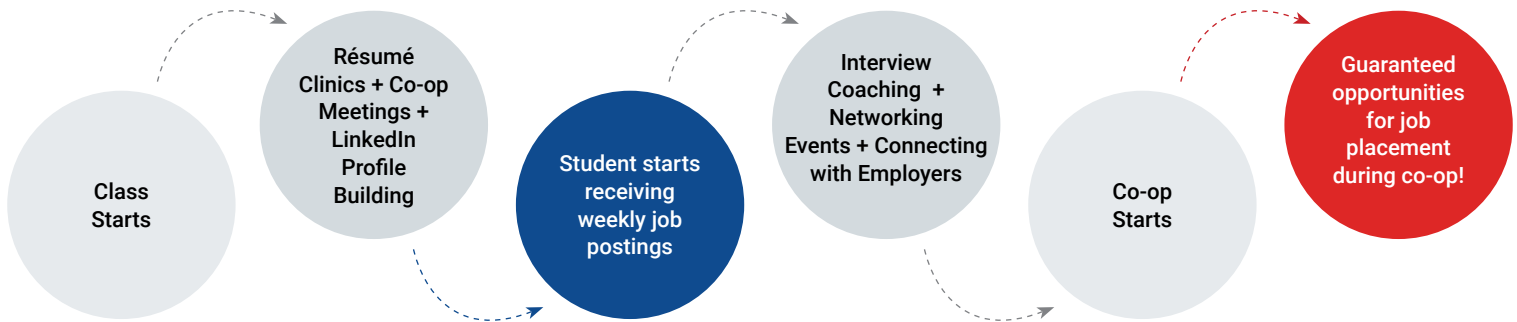 Class
Starts
Résumé
Clinics + Co-op
Meetings +
LinkedIn
Profile
Building
Student starts
receiving
weekly job
postings
Interview
Coaching +
Networking
Events + Connecting
with Employers
Co-op
Starts
Guaranteed
opportunities
for job
placement
during co-op!